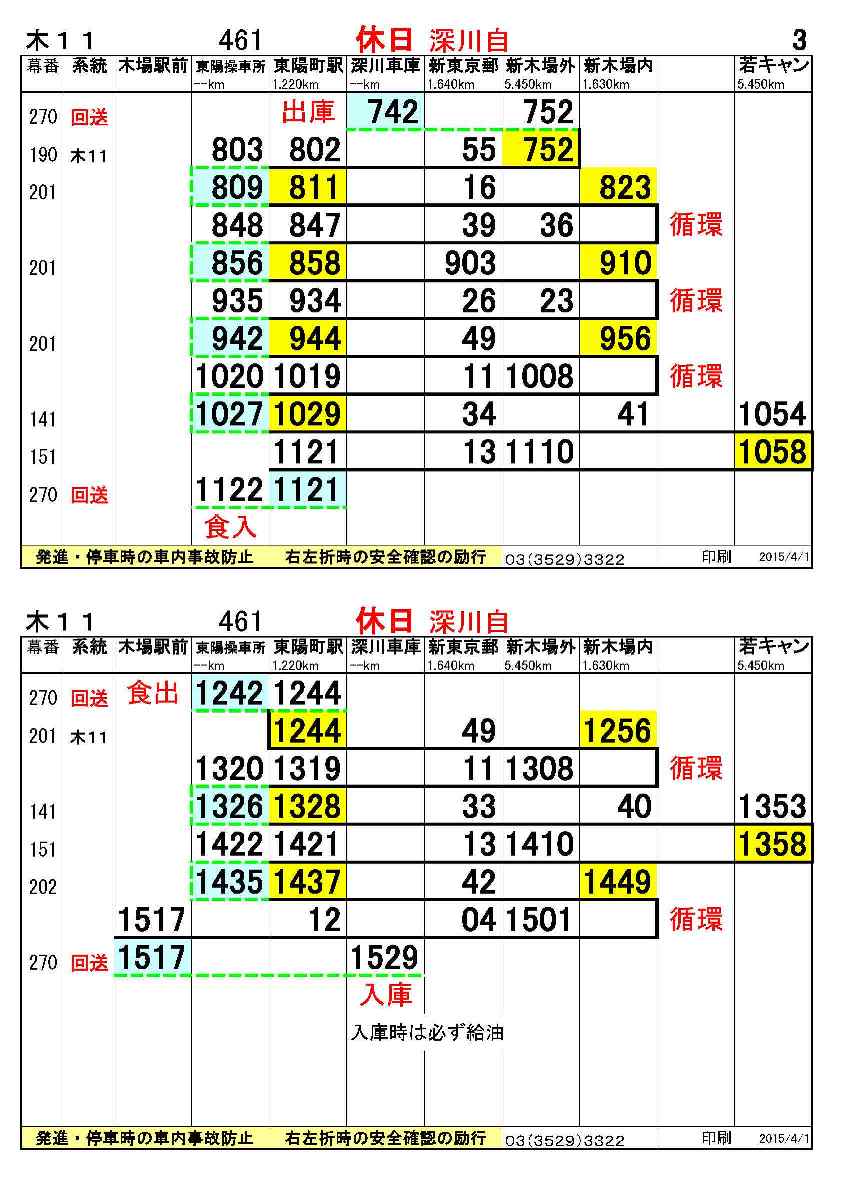 木１１ 461 休日 深川自 3
幕番 系統 木場駅前 東陽操車所 東陽町駅 深川車庫 新東京郵 新木場外 新木場内 若キャン
--km 1.220km --km 1.640km 5.450km 1.630km 5.450km
270 回送 出庫 742 752
190 木11 803 802 55 752
201 809 811 16 823
848 847 39 36 循環
201 856 858 903 910
935 934 26 23 循環
201 942 944 49 956
1020 1019 11 1008 循環
141 1027 1029 34 41 1054
151 1121 13 1110 1058
270 回送 1122 1121
食入
発進・停車時の車内事故防止 右左折時の安全確認の励行 03(3529)3322 印刷 2015/4/1
木１１ 461 休日 深川自
幕番 系統 木場駅前 東陽操車所 東陽町駅 深川車庫 新東京郵 新木場外 新木場内 若キャン
--km 1.220km --km 1.640km 5.450km 1.630km 5.450km
270 回送 食出 1242 1244
201 木11 1244 49 1256
1320 1319 11 1308 循環
141 1326 1328 33 40 1353
151 1422 1421 13 1410 1358
202 1435 1437 42 1449
1517 12 04 1501 循環
270 回送 1517 1529
入庫
入庫時は必ず給油
発進・停車時の車内事故防止 右左折時の安全確認の励行 03(3529)3322 印刷 2015/4/1